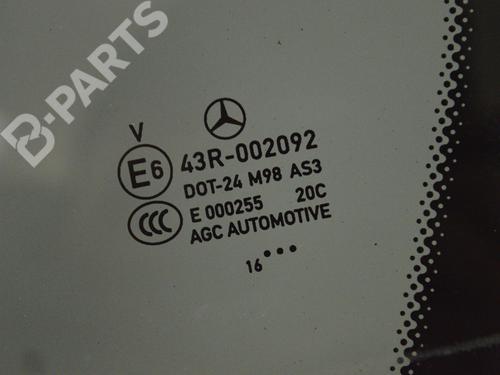 B-PARTS
V
E6 43R-002092
DOT-24 M98 AS3
CCC E 000255 20C
AGC AUTOMOTIVE
16●●●